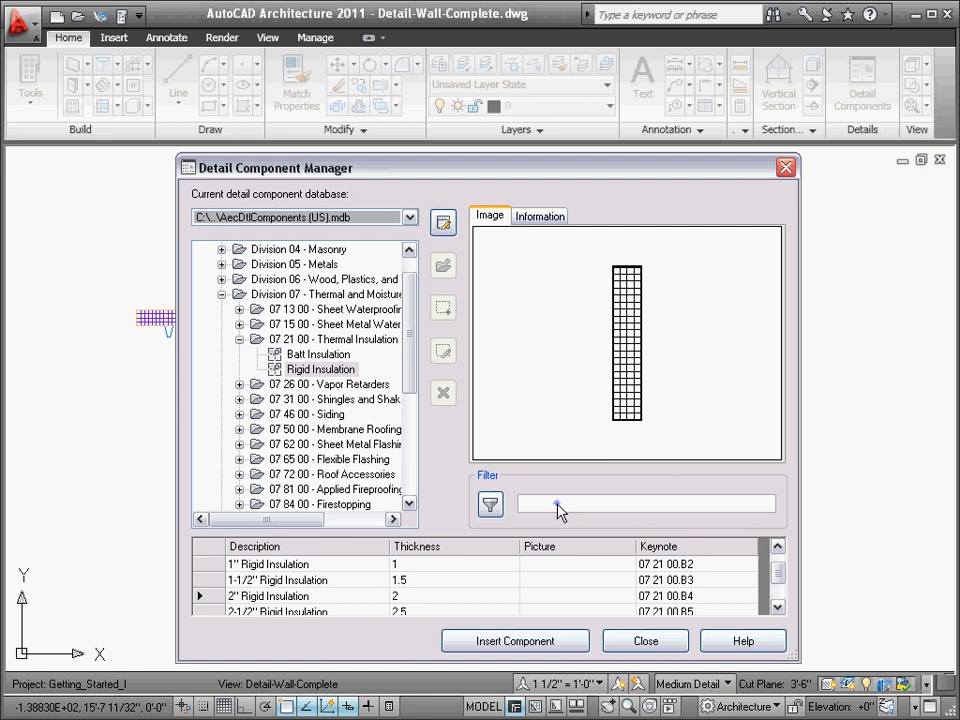 AutoCAD Architecture 2011 - Detail-Wall-Complete.dwg
Type a keyword or phrase
Home Insert Annotate Render View Manage
Tools
Line
Match Properties
Unsaved Layer State
0
Text
Vertical Section
Detail Components
Build Draw Modify Layers Annotation Section... Details View
Detail Component Manager
Current detail component database:
C:\...\AecDtlComponents (US).mdb
Image Information
Division 04 - Masonry
Division 05 - Metals
Division 06 - Wood, Plastics, and
Division 07 - Thermal and Moisture
07 13 00 - Sheet Waterproofin
07 15 00 - Sheet Metal Water
07 21 00 - Thermal Insulation
Batt Insulation
Rigid Insulation
07 26 00 - Vapor Retarders
07 31 00 - Shingles and Shak
07 46 00 - Siding
07 50 00 - Membrane Roofing
07 62 00 - Sheet Metal Flashi
07 65 00 - Flexible Flashing
07 72 00 - Roof Accessories
07 81 00 - Applied Fireproofing
07 84 00 - Firestopping
Filter
Description Thickness Picture Keynote
1" Rigid Insulation 1 07 21 00.B2
1-1/2" Rigid Insulation 1.5 07 21 00.B3
2" Rigid Insulation 2 07 21 00.B4
2-1/2" Rigid Insulation 2.5 07 21 00.B5
Insert Component Close Help
Y
X
Project: Getting_Started_I View: Detail-Wall-Complete 1 1/2" = 1'-0" Medium Detail Cut Plane: 3'-6"
-1.38830E+02, 15'-7 11/32", 0'-0" MODEL Architecture Elevation: +0"